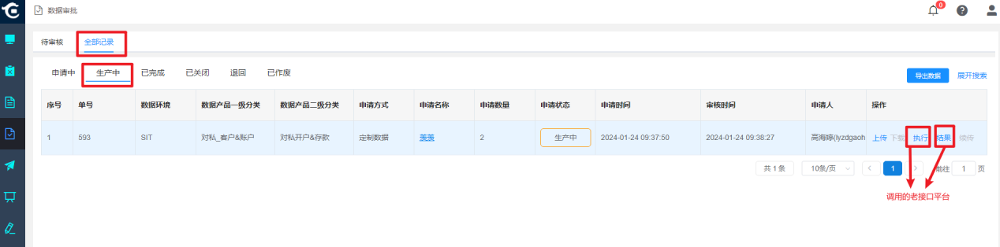 数据审批
0
待审核 全部记录
申请中 生产中 已完成 已关闭 退回 已作废
导出数据 展开搜索
序号 单号 数据环境 数据产品一级分类 数据产品二级分类 申请方式 申请名称 申请数量 申请状态 申请时间 审核时间 申请人 操作
1 593 SIT 对私_客户&账户 对私开户&存款 定制数据 羡羡 2 生产中 2024-01-24 09:37:50 2024-01-24 09:38:27 高海婷(lyzdgaoh 上传 下载 执行 结果 续传
共 1 条 10条/页 1 前往 1 页
调用的老接口平台